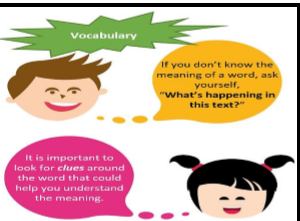 Vocabulary
If you don't know the
meaning of a word, ask
yourself,
"What's happening in
this text?"
It is important to
look for clues around
the word that could
help you understand
the meaning.